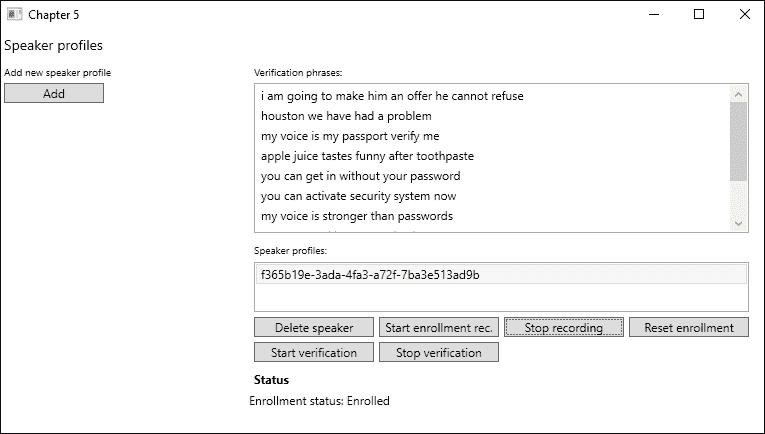 Chapter 5
Speaker profiles
Add new speaker profile
Add
Verification phrases:
i am going to make him an offer he cannot refuse
houston we have had a problem
my voice is my passport verify me
apple juice tastes funny after toothpaste
you can get in without your password
you can activate security system now
my voice is stronger than passwords
Speaker profiles:
f365b19e-3ada-4fa3-a72f-7ba3e513ad9b
Delete speaker Start enrollment rec. Stop recording Reset enrollment
Start verification Stop verification
Status
Enrollment status: Enrolled